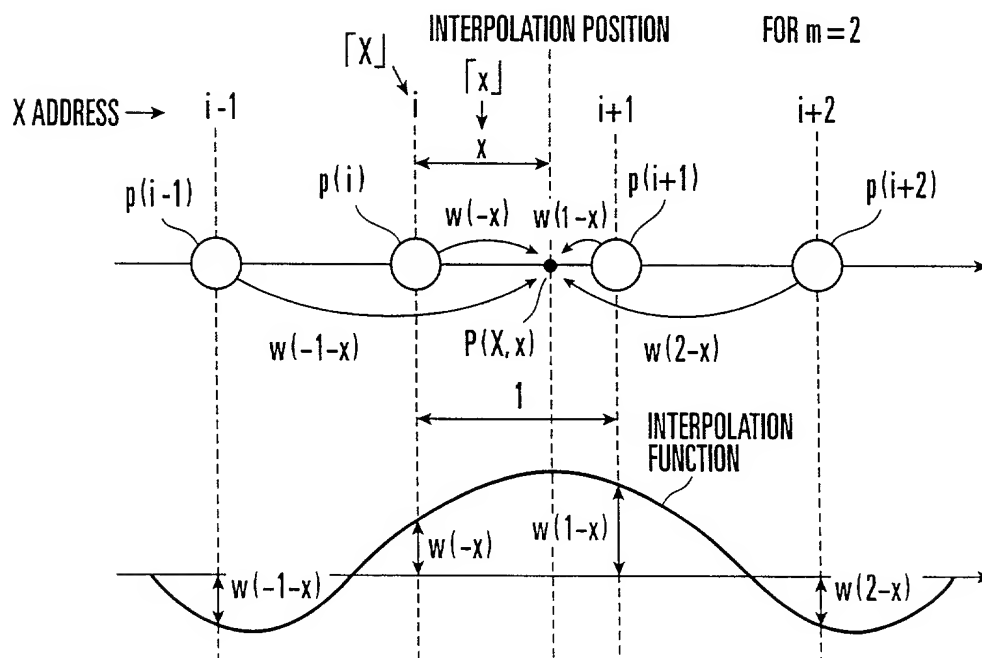 INTERPOLATION POSITION
FOR m=2
⌈X⌋
⌈x⌋
X ADDRESS →
i-1
i
i+1
i+2
x
p(i-1)
p(i)
p(i+1)
p(i+2)
w(-x)
w(1-x)
w(-1-x)
P(X,x)
w(2-x)
1
INTERPOLATION
FUNCTION
w(-x)
w(1-x)
w(-1-x)
w(2-x)